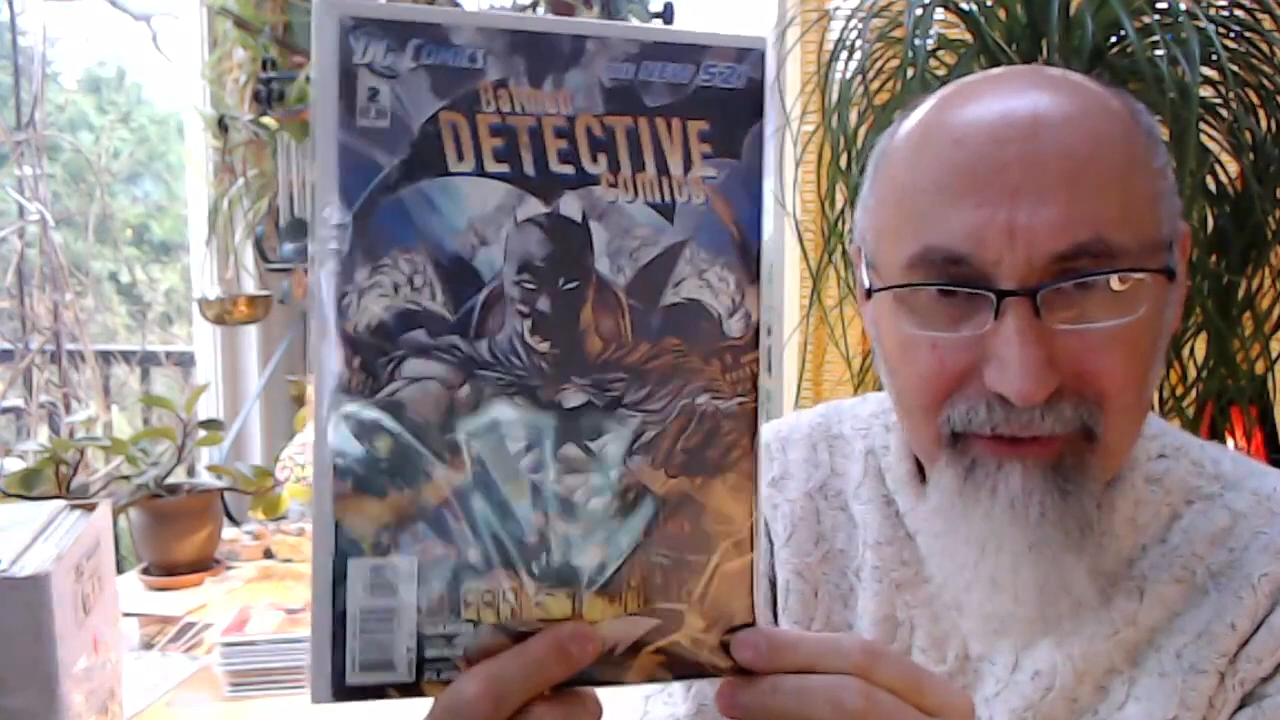 DC COMICS
THE NEW 52!
2
Batman
DETECTIVE
COMICS